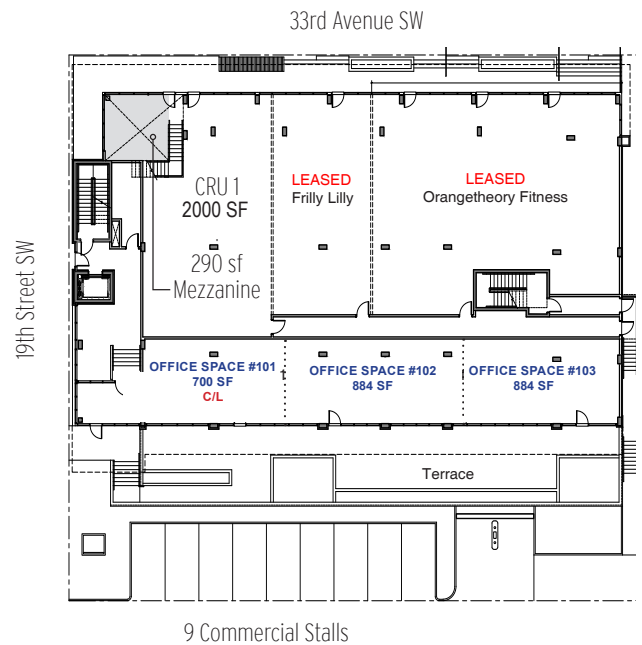 33rd Avenue SW
19th Street SW
CRU 1
2000 SF
290 sf
Mezzanine
LEASED
Frilly Lilly
LEASED
Orangetheory Fitness
OFFICE SPACE #101
700 SF
C/L
OFFICE SPACE #102
884 SF
OFFICE SPACE #103
884 SF
Terrace
9 Commercial Stalls